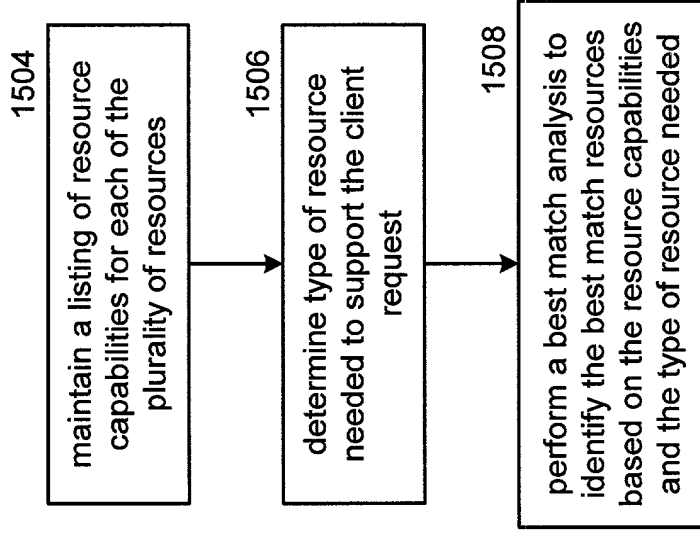 1504
maintain a listing of resource
capabilities for each of the
plurality of resources
1506
determine type of resource
needed to support the client
request
1508
perform a best match analysis to
identify the best match resources
based on the resource capabilities
and the type of resource needed